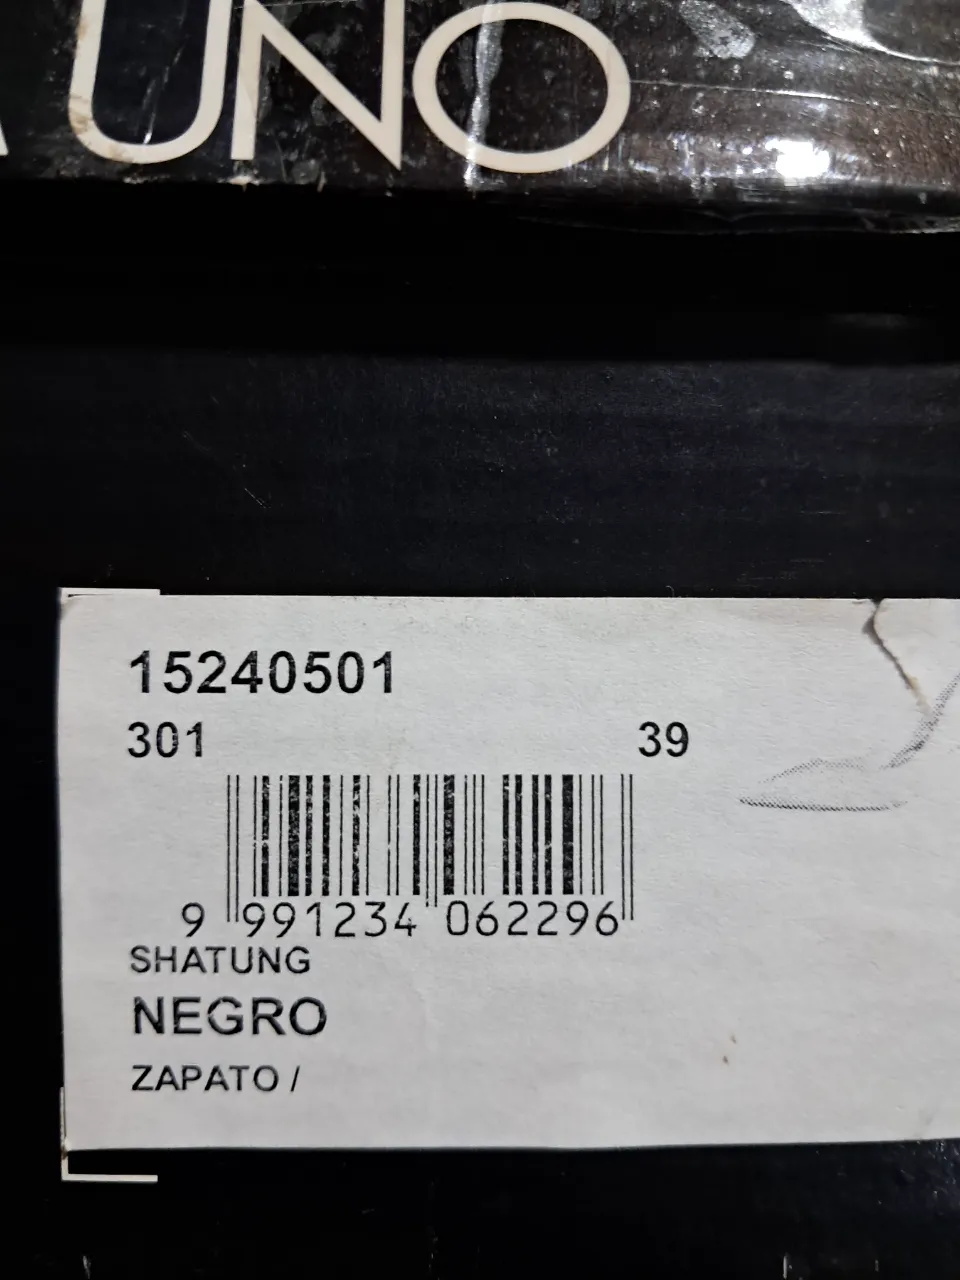 UNO
15240501
301 39
9 991234 062296
SHATUNG
NEGRO
ZAPATO /